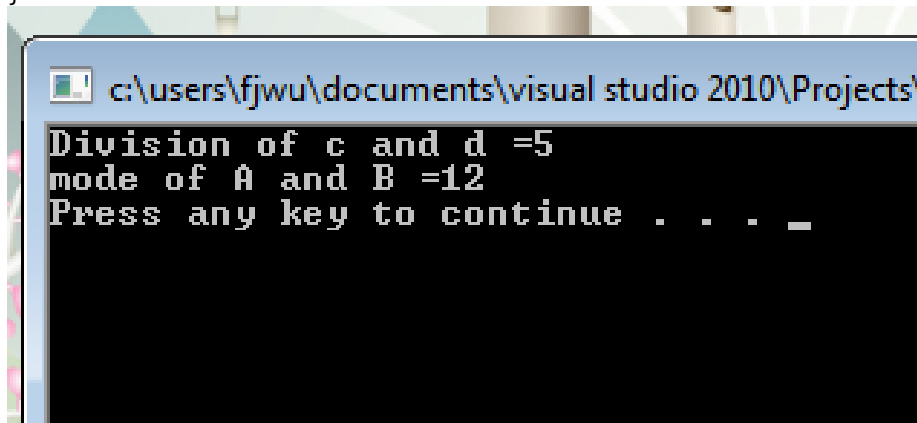 c:\users\fjwu\documents\visual studio 2010\Projects\
Division of c and d =5
mode of A and B =12
Press any key to continue . . . _